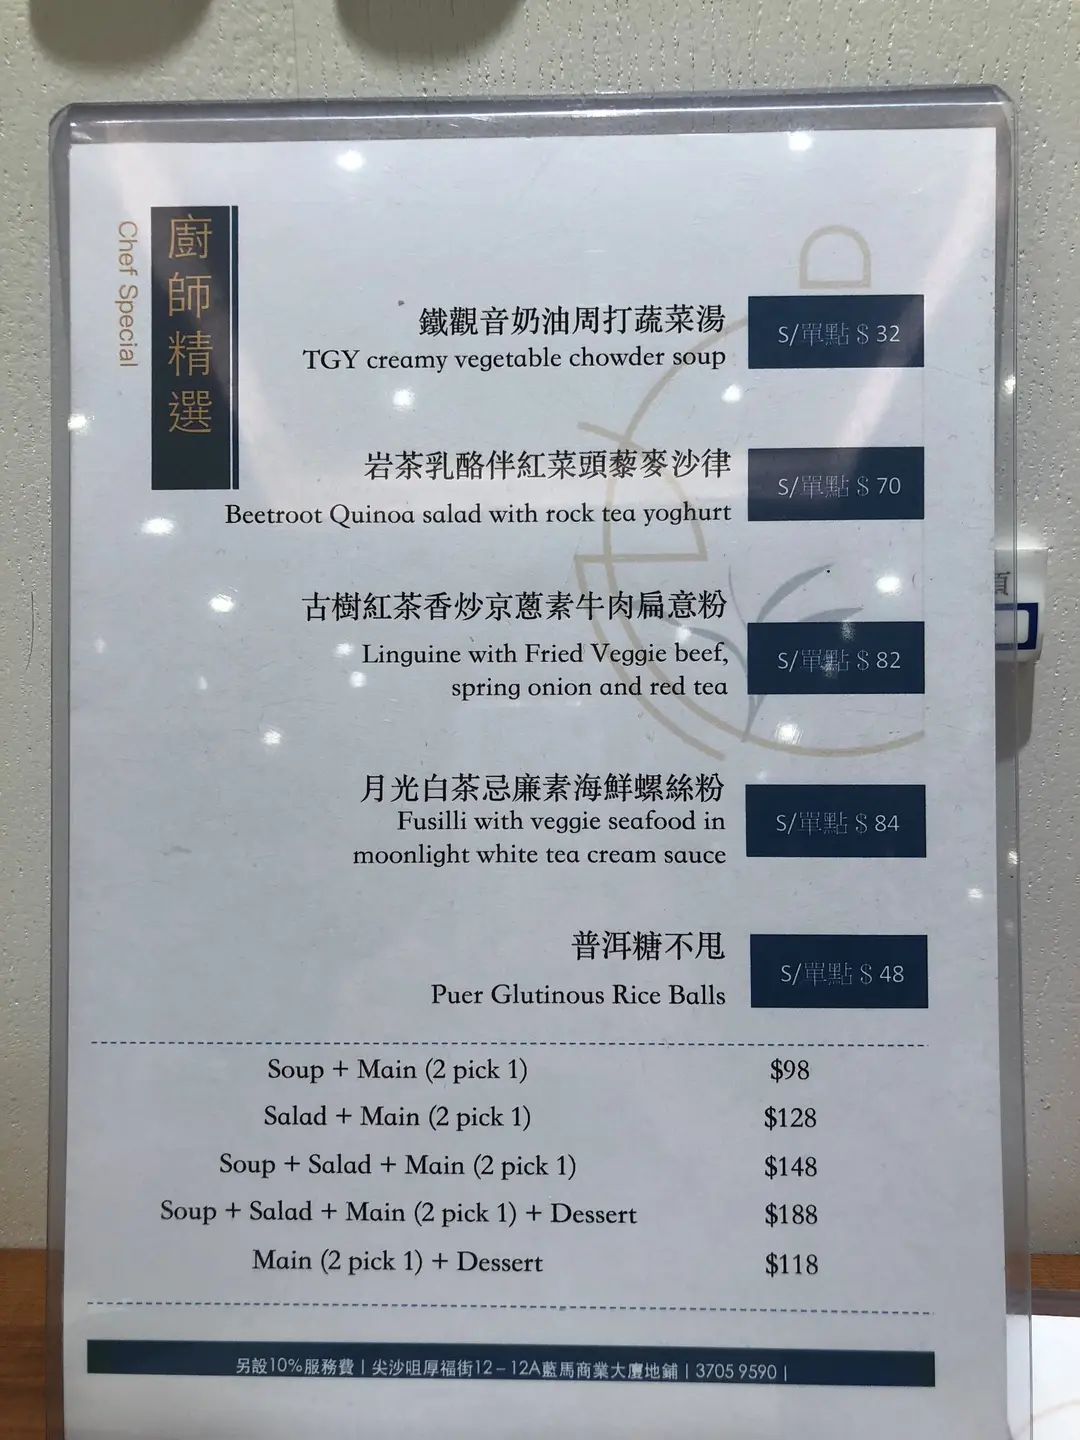 廚師精選
Chef Special
鐵觀音奶油周打蔬菜湯
TGY creamy vegetable chowder soup
S/單點 $ 32
岩茶乳酪伴紅菜頭藜麥沙律
Beetroot Quinoa salad with rock tea yoghurt
S/單點 $ 70
古樹紅茶香炒京蔥素牛肉扁意粉
Linguine with Fried Veggie beef,
spring onion and red tea
S/單點 $ 82
月光白茶忌廉素海鮮螺絲粉
Fusilli with veggie seafood in
moonlight white tea cream sauce
S/單點 $ 84
普洱糖不甩
Puer Glutinous Rice Balls
S/單點 $ 48
Soup + Main (2 pick 1) $98
Salad + Main (2 pick 1) $128
Soup + Salad + Main (2 pick 1) $148
Soup + Salad + Main (2 pick 1) + Dessert $188
Main (2 pick 1) + Dessert $118
另設10%服務費 | 尖沙咀厚福街12 – 12A藍馬商業大廈地鋪 | 3705 9590 |